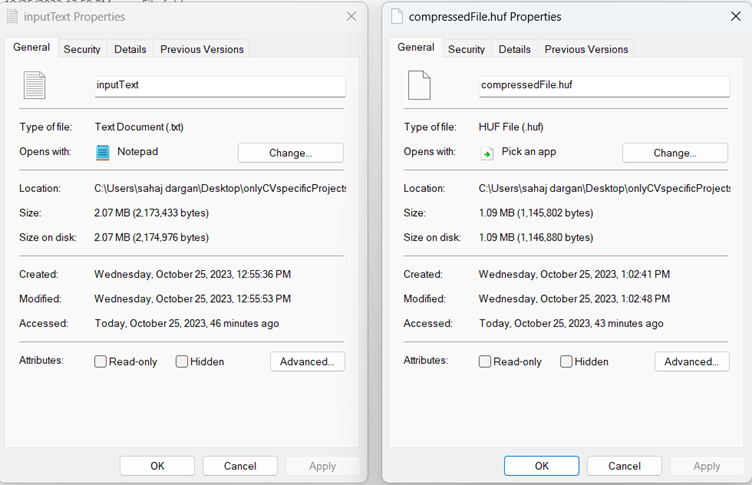 inputText Properties
General Security Details Previous Versions
inputText
Type of file: Text Document (.txt)
Opens with: Notepad Change...
Location: C:\Users\sahaj dargan\Desktop\onlyCVspecificProjects
Size: 2.07 MB (2,173,433 bytes)
Size on disk: 2.07 MB (2,174,976 bytes)
Created: Wednesday, October 25, 2023, 12:55:36 PM
Modified: Wednesday, October 25, 2023, 12:55:53 PM
Accessed: Today, October 25, 2023, 46 minutes ago
Attributes: Read-only Hidden Advanced...
OK Cancel Apply
compressedFile.huf Properties
General Security Details Previous Versions
compressedFile.huf
Type of file: HUF File (.huf)
Opens with: Pick an app Change...
Location: C:\Users\sahaj dargan\Desktop\onlyCVspecificProjects
Size: 1.09 MB (1,145,802 bytes)
Size on disk: 1.09 MB (1,146,880 bytes)
Created: Wednesday, October 25, 2023, 1:02:41 PM
Modified: Wednesday, October 25, 2023, 1:02:48 PM
Accessed: Today, October 25, 2023, 43 minutes ago
Attributes: Read-only Hidden Advanced...
OK Cancel Apply